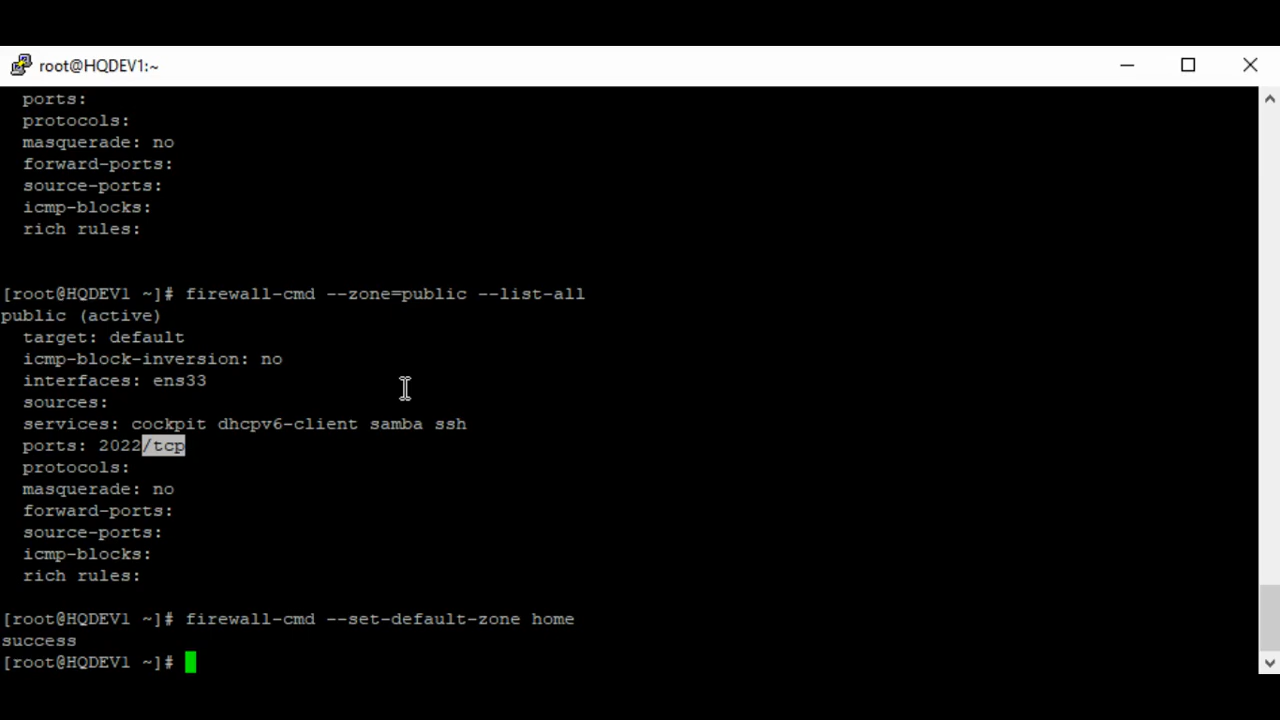 root@HQDEV1:~
  ports:
  protocols:
  masquerade: no
  forward-ports:
  source-ports:
  icmp-blocks:
  rich rules:
[root@HQDEV1 ~]# firewall-cmd --zone=public --list-all
public (active)
  target: default
  icmp-block-inversion: no
  interfaces: ens33
  sources:
  services: cockpit dhcpv6-client samba ssh
  ports: 2022/tcp
  protocols:
  masquerade: no
  forward-ports:
  source-ports:
  icmp-blocks:
  rich rules:
[root@HQDEV1 ~]# firewall-cmd --set-default-zone home
success
[root@HQDEV1 ~]#